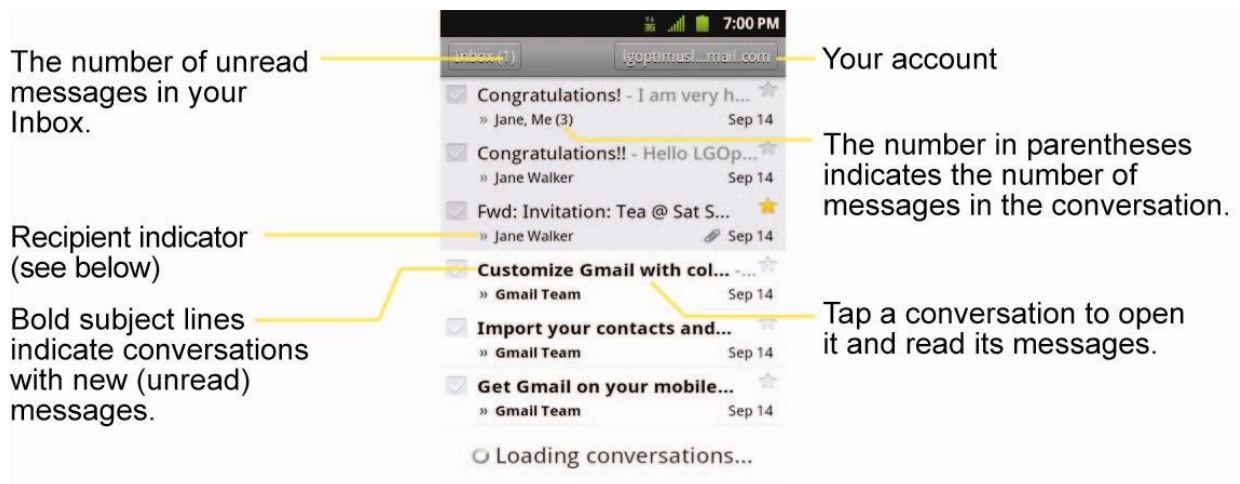 3G 7:00 PM
Inbox (1) lgoptimusl...mail.com
The number of unread
messages in your
Inbox.
Your account
Congratulations! - I am very h...
» Jane, Me (3) Sep 14
The number in parentheses
indicates the number of
messages in the conversation.
Congratulations!! - Hello LGOp...
» Jane Walker Sep 14
Fwd: Invitation: Tea @ Sat S...
» Jane Walker Sep 14
Recipient indicator
(see below)
Customize Gmail with col... -...
» Gmail Team Sep 14
Bold subject lines
indicate conversations
with new (unread)
messages.
Tap a conversation to open
it and read its messages.
Import your contacts and...
» Gmail Team Sep 14
Get Gmail on your mobile...
» Gmail Team Sep 14
Loading conversations...